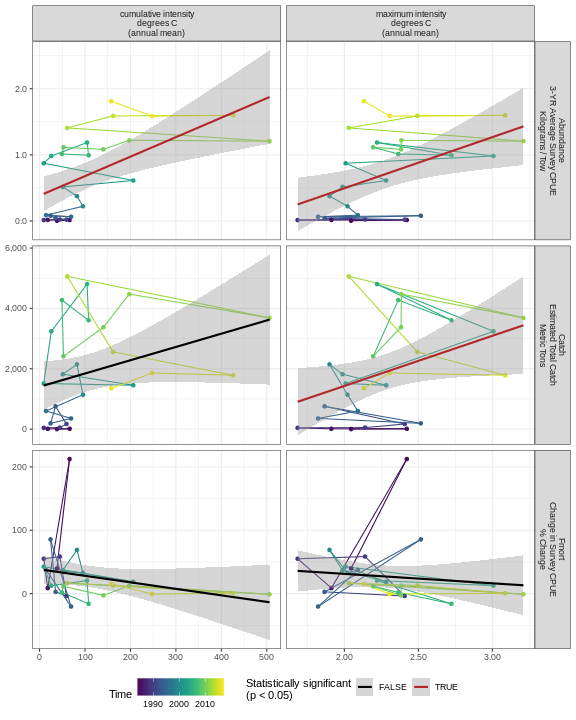 cumulative intensity
degrees C
(annual mean)
maximum intensity
degrees C
(annual mean)
2.0
1.0
0.0
Abundance
3-YR Average Survey CPUE
Kilograms / Tow
6,000
4,000
2,000
0
Catch
Estimated Total Catch
Metric Tons
200
100
0
Fmort
Change in Survey CPUE
% Change
0 100 200 300 400 500
2.00 2.50 3.00
Time
1990 2000 2010
Statistically significant
(p < 0.05)
FALSE TRUE